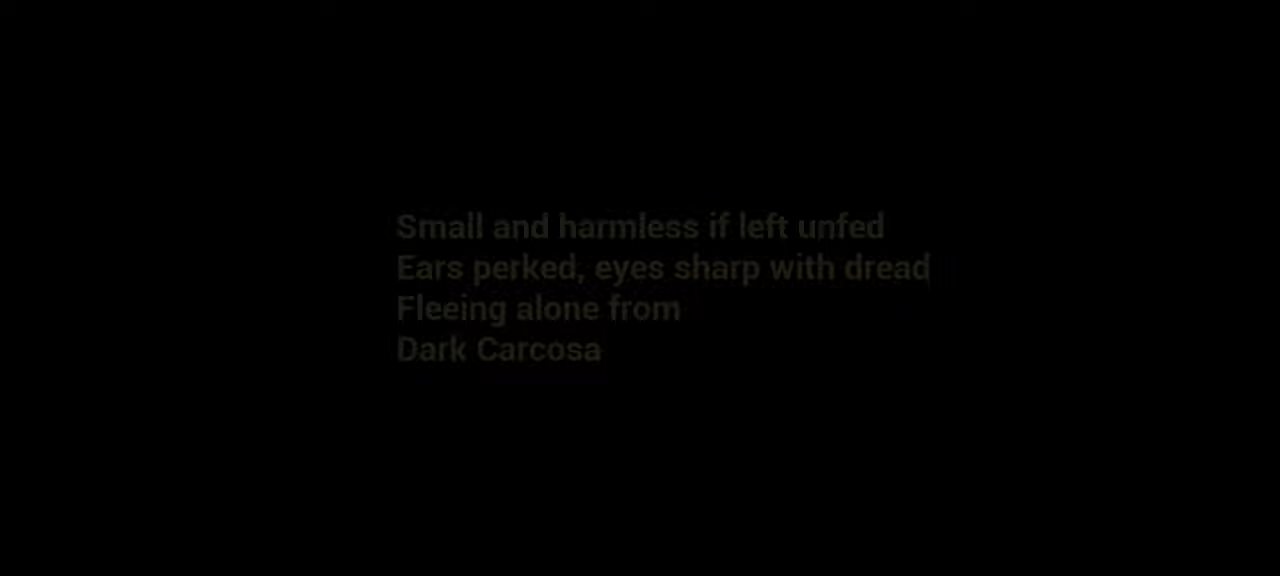 Small and harmless if left unfed
Ears perked, eyes sharp with dread
Fleeing alone from
Dark Carcosa